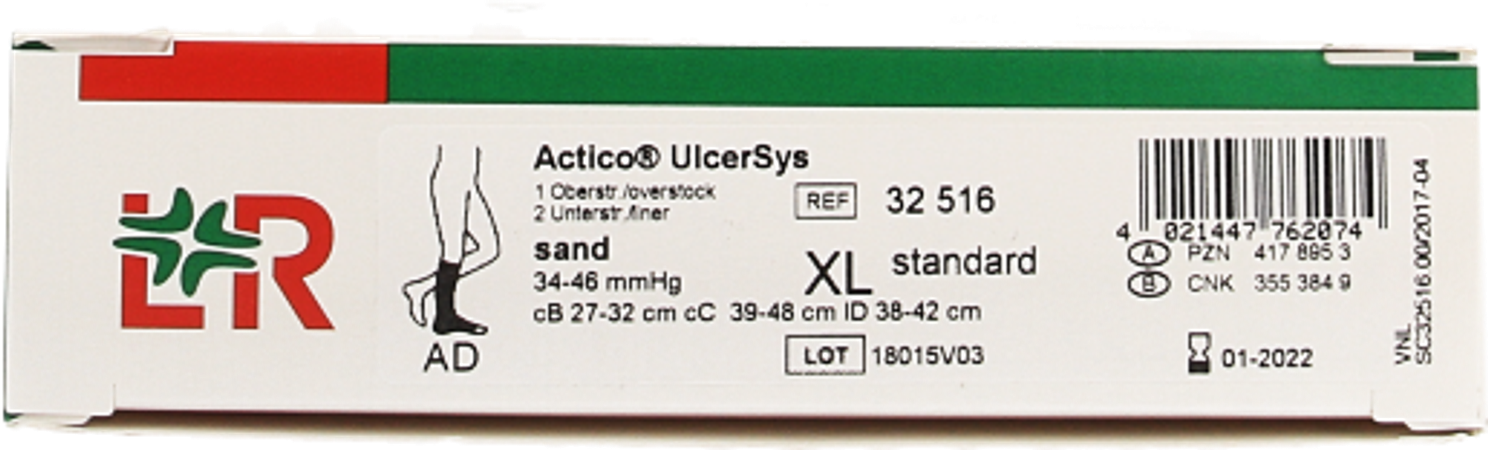 L R
Actico® UlcerSys
1 Oberstr./overstock
2 Unterstr./liner
REF 32 516
sand
XL standard
34-46 mmHg
cB 27-32 cm cC 39-48 cm lD 38-42 cm
AD
LOT 18015V03
4 021447 762074
A PZN 417 895 3
B CNK 355 384 9
01-2022
VNL
SC32516.00/2017-04